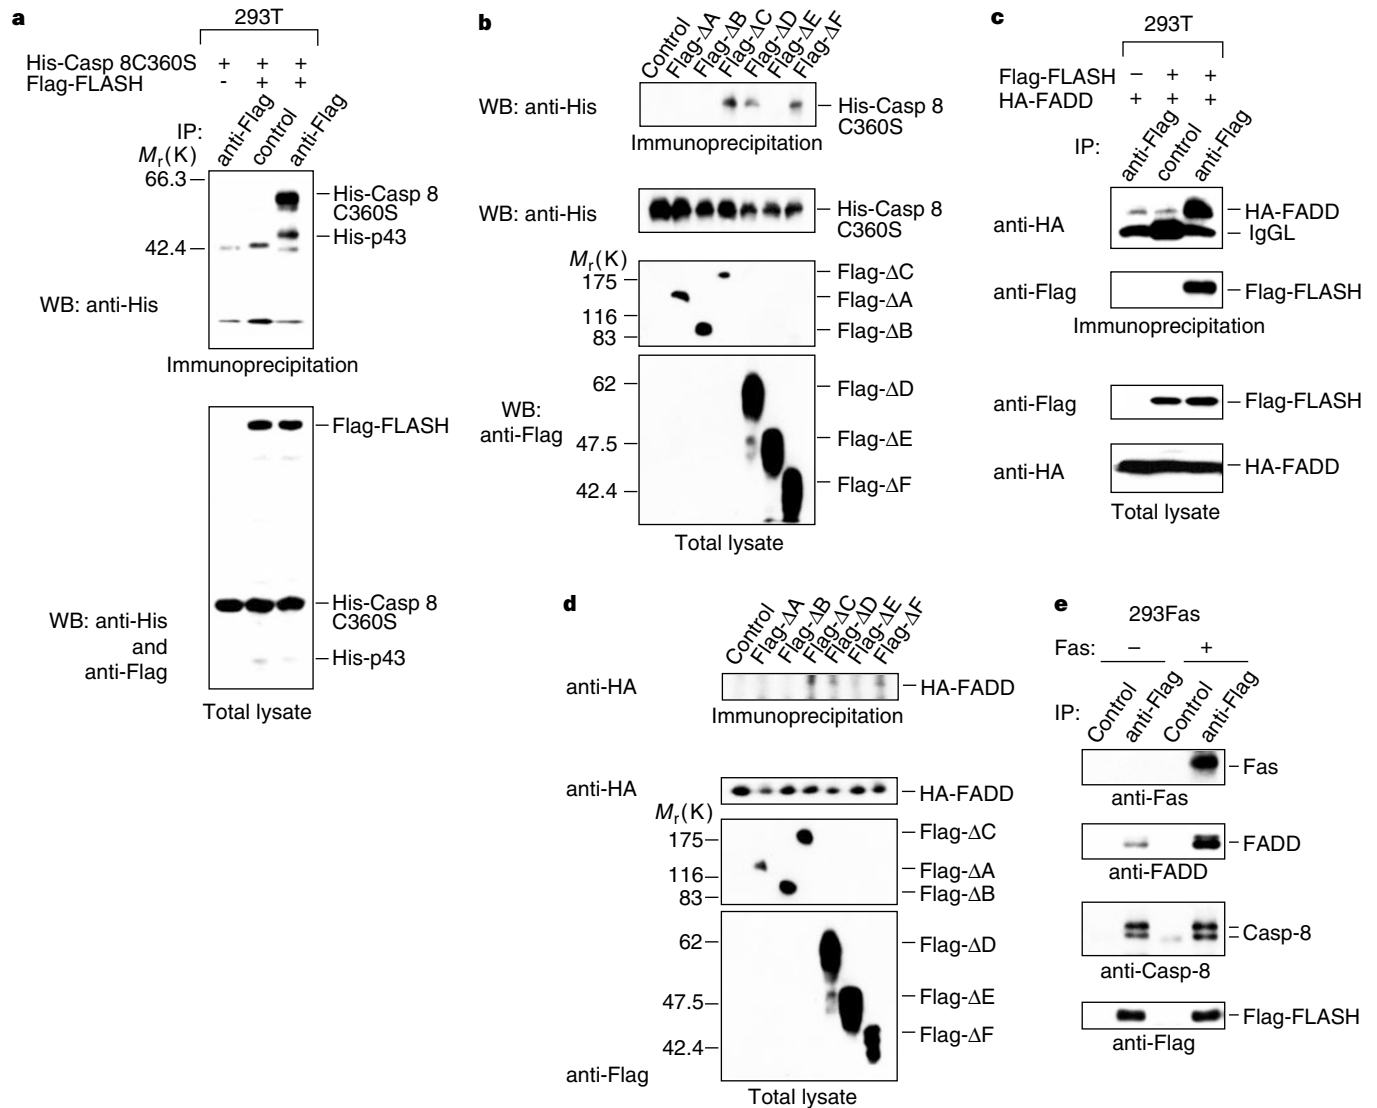 a
293T
His-Casp 8C360S + + +
Flag-FLASH - + +
IP: anti-Flag control anti-Flag
Mr(K)
66.3
His-Casp 8
C360S
His-p43
42.4
WB: anti-His
Immunoprecipitation
Flag-FLASH
His-Casp 8
C360S
WB: anti-His
and
anti-Flag
His-p43
Total lysate
b
Control Flag-ΔA Flag-ΔB Flag-ΔC Flag-ΔD Flag-ΔE Flag-ΔF
WB: anti-His
His-Casp 8
C360S
Immunoprecipitation
WB: anti-His
His-Casp 8
C360S
Mr(K)
175
116
83
Flag-ΔC
Flag-ΔA
Flag-ΔB
62
47.5
42.4
WB:
anti-Flag
Flag-ΔD
Flag-ΔE
Flag-ΔF
Total lysate
c
293T
Flag-FLASH – + +
HA-FADD + + +
IP: anti-Flag control anti-Flag
anti-HA
HA-FADD
IgGL
anti-Flag
Flag-FLASH
Immunoprecipitation
anti-Flag
Flag-FLASH
anti-HA
HA-FADD
Total lysate
d
Control Flag-ΔA Flag-ΔB Flag-ΔC Flag-ΔD Flag-ΔE Flag-ΔF
anti-HA
HA-FADD
Immunoprecipitation
anti-HA
HA-FADD
Mr(K)
175
116
83
Flag-ΔC
Flag-ΔA
Flag-ΔB
62
47.5
42.4
Flag-ΔD
Flag-ΔE
Flag-ΔF
anti-Flag
Total lysate
e
293Fas
Fas: – +
IP: Control anti-Flag Control anti-Flag
Fas
anti-Fas
FADD
anti-FADD
Casp-8
anti-Casp-8
Flag-FLASH
anti-Flag